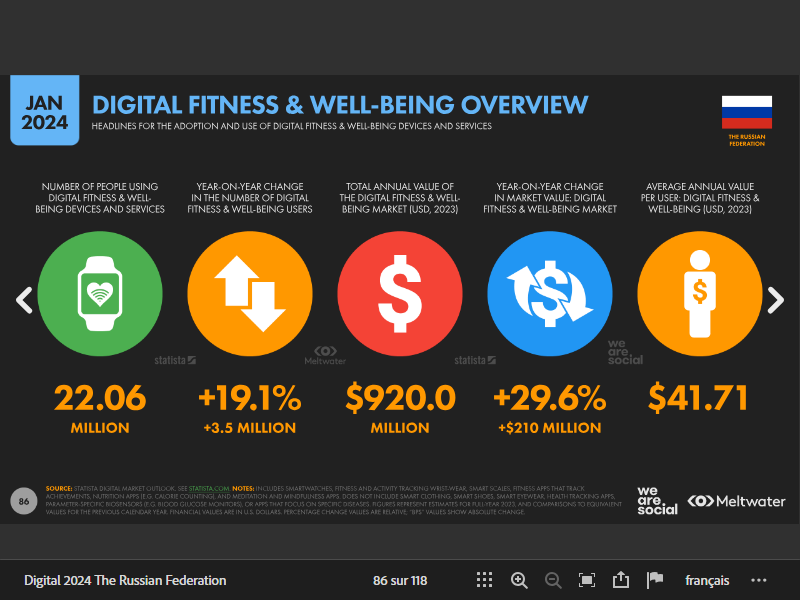 JAN
2024
DIGITAL FITNESS & WELL-BEING OVERVIEW
HEADLINES FOR THE ADOPTION AND USE OF DIGITAL FITNESS & WELL-BEING DEVICES AND SERVICES
THE RUSSIAN
FEDERATION
NUMBER OF PEOPLE USING
DIGITAL FITNESS & WELL-
BEING DEVICES AND SERVICES
YEAR-ON-YEAR CHANGE
IN THE NUMBER OF DIGITAL
FITNESS & WELL-BEING USERS
TOTAL ANNUAL VALUE OF
THE DIGITAL FITNESS & WELL-
BEING MARKET (USD, 2023)
YEAR-ON-YEAR CHANGE
IN MARKET VALUE: DIGITAL
FITNESS & WELL-BEING MARKET
AVERAGE ANNUAL VALUE
PER USER: DIGITAL FITNESS &
WELL-BEING (USD, 2023)
$
$
$
statista
Meltwater
statista
we
are.
social
22.06
MILLION
+19.1%
+3.5 MILLION
$920.0
MILLION
+29.6%
+$210 MILLION
$41.71
86
SOURCE: STATISTA DIGITAL MARKET OUTLOOK. SEE STATISTA.COM. NOTES: INCLUDES SMARTWATCHES, FITNESS AND ACTIVITY TRACKING WRIST-WEAR, SMART SCALES, FITNESS APPS THAT TRACK
ACHIEVEMENTS, NUTRITION APPS (E.G. CALORIE COUNTING), AND MEDITATION AND MINDFULNESS APPS. DOES NOT INCLUDE SMART CLOTHING, SMART SHOES, SMART EYEWEAR, HEALTH TRACKING APPS,
PARAMETER-SPECIFIC BIOSENSORS (E.G. BLOOD GLUCOSE MONITORS), OR APPS THAT FOCUS ON SPECIFIC DISEASES. FIGURES REPRESENT ESTIMATES FOR FULL-YEAR 2023, AND COMPARISONS TO EQUIVALENT
VALUES FOR THE PREVIOUS CALENDAR YEAR. FINANCIAL VALUES ARE IN U.S. DOLLARS. PERCENTAGE CHANGE VALUES ARE RELATIVE. "BPS" VALUES SHOW ABSOLUTE CHANGE.
we
are.
social
Meltwater
Digital 2024 The Russian Federation
86 sur 118
français